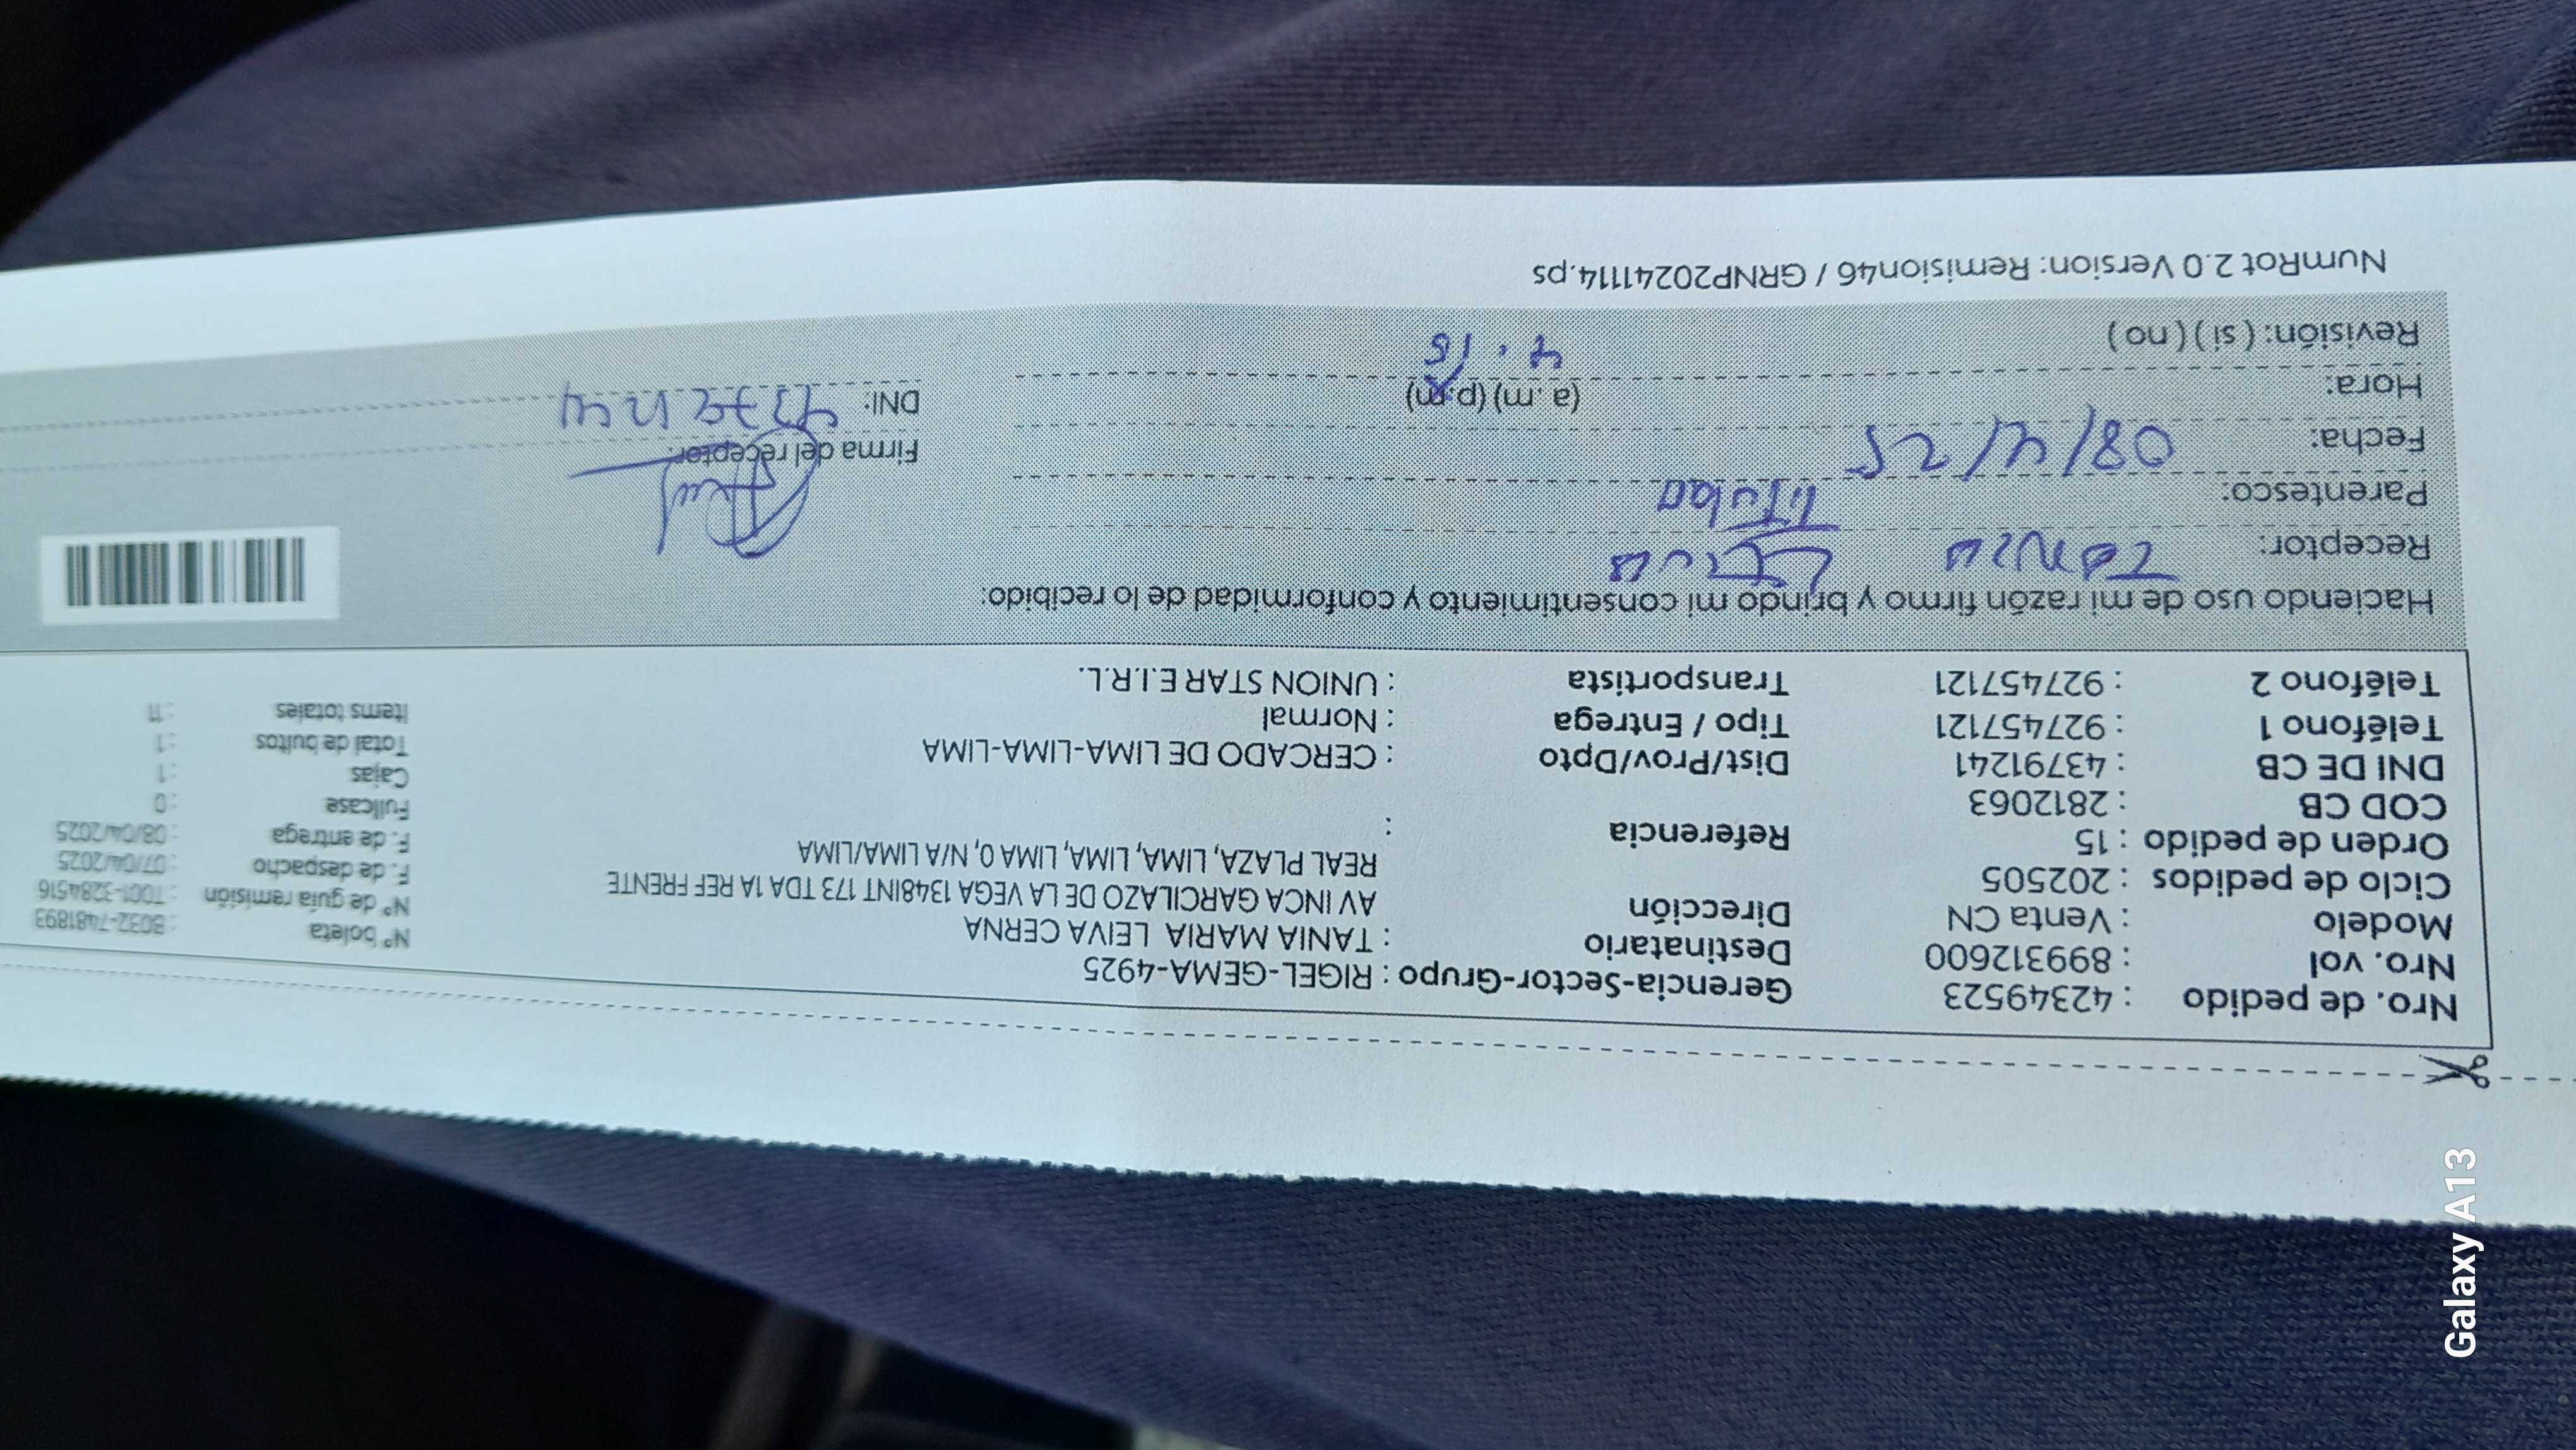 Nro. de pedido : 42349523
Nro. vol : 899312600
Modelo : Venta CN
Ciclo de pedidos : 202505
Orden de pedido : 15
COD CB : 2812063
DNI DE CB : 43791241
Teléfono 1 : 927457121
Teléfono 2 : 927457121
Gerencia-Sector-Grupo : RIGEL-GEMA-4925
Destinatario : TANIA MARIA LEIVA CERNA
Dirección AV INCA GARCILAZO DE LA VEGA 1348INT 173 TDA 1A REF FRENTE
REAL PLAZA, LIMA, LIMA, LIMA 0, N/A LIMA/LIMA
Referencia :
Dist/Prov/Dpto : CERCADO DE LIMA-LIMA-LIMA
Tipo / Entrega : Normal
Transportista : UNION STAR E.I.R.L.
Nº boleta : B032-7481893
Nº de guía remisión : T001-3284516
F. de despacho : 07/04/2025
F. de entrega : 08/04/2025
Fullcase : 0
Cajas : 1
Total de bultos : 1
Items totales : 11
Haciendo uso de mi razón firmo y brindo mi consentimiento y conformidad de lo recibido:
Receptor: Tania Leiva
Parentesco: Titular
Fecha: 08/4/25
Hora: (a.m) (p.m) 4.15
Revisión: ( si ) ( no )
Firma del receptor:
DNI:
NumRot 2.0 Version: Remision46 / GRNP20241114.ps
Galaxy A13